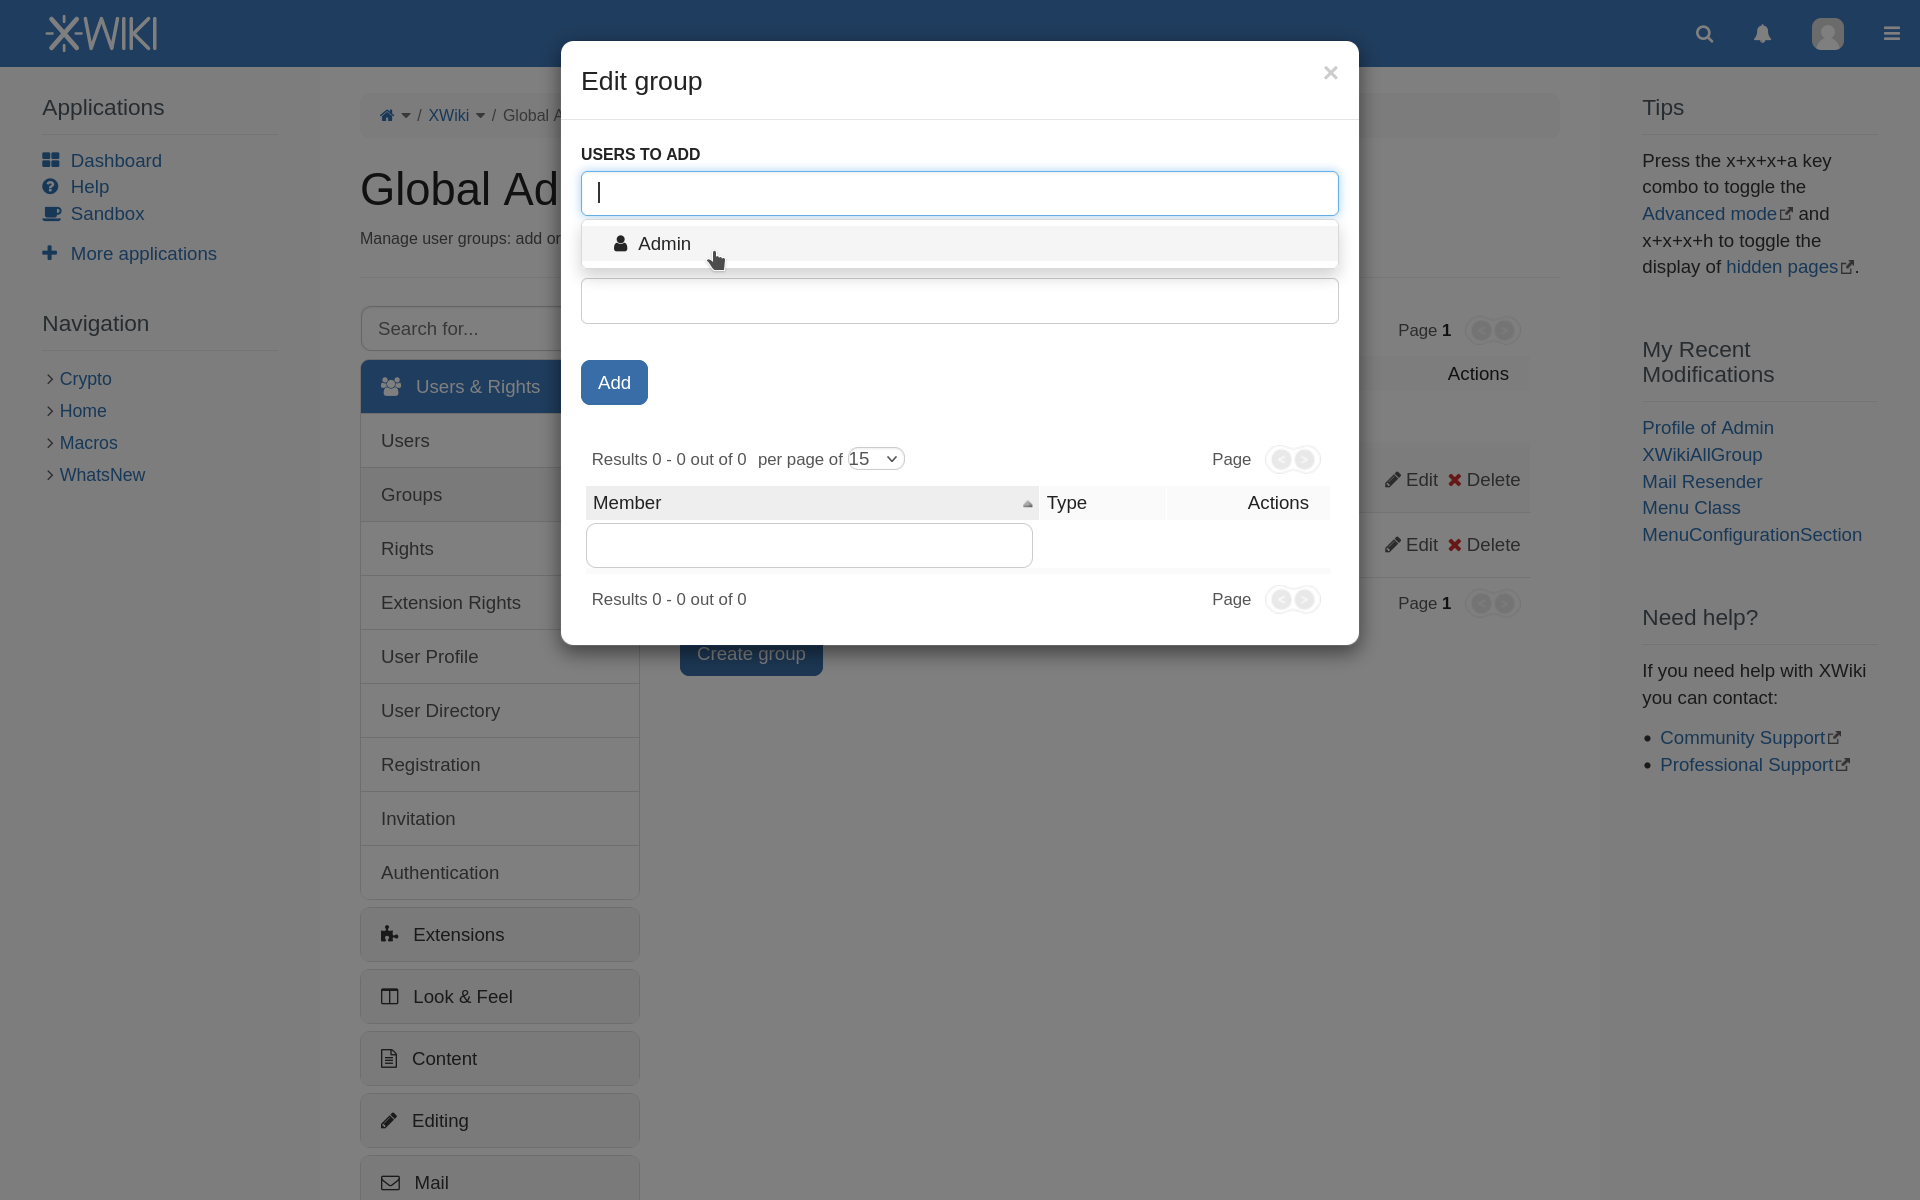 XWIKI
Applications
Dashboard
Help
Sandbox
More applications
Navigation
Crypto
Home
Macros
WhatsNew
/ XWiki / Global A
Global Ad
Manage user groups: add or
Search for...
Users & Rights
Users
Groups
Rights
Extension Rights
User Profile
User Directory
Registration
Invitation
Authentication
Extensions
Look & Feel
Content
Editing
Mail
Edit group
×
USERS TO ADD
Admin
Add
Results 0 - 0 out of 0 per page of 15
Page < >
Member Type Actions
Results 0 - 0 out of 0
Page < >
Create group
Page 1 < >
Actions
Edit Delete
Edit Delete
Page 1 < >
Tips
Press the x+x+x+a key
combo to toggle the
Advanced mode and
x+x+x+h to toggle the
display of hidden pages.
My Recent
Modifications
Profile of Admin
XWikiAllGroup
Mail Resender
Menu Class
MenuConfigurationSection
Need help?
If you need help with XWiki
you can contact:
Community Support
Professional Support